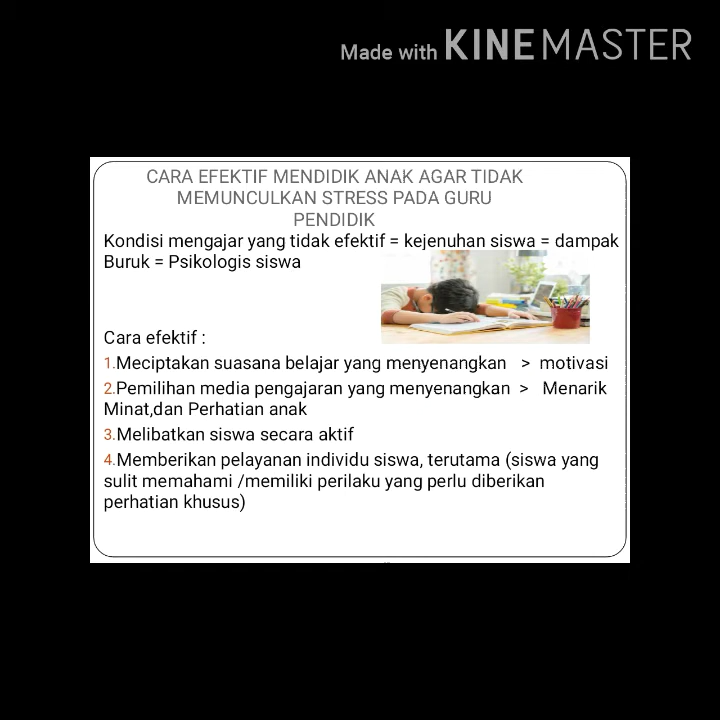 Made with KINEMASTER
CARA EFEKTIF MENDIDIK ANAK AGAR TIDAK
MEMUNCULKAN STRESS PADA GURU
PENDIDIK
Kondisi mengajar yang tidak efektif = kejenuhan siswa = dampak
Buruk = Psikologis siswa
Cara efektif :
1.Meciptakan suasana belajar yang menyenangkan > motivasi
2.Pemilihan media pengajaran yang menyenangkan > Menarik
Minat,dan Perhatian anak
3.Melibatkan siswa secara aktif
4.Memberikan pelayanan individu siswa, terutama (siswa yang
sulit memahami /memiliki perilaku yang perlu diberikan
perhatian khusus)